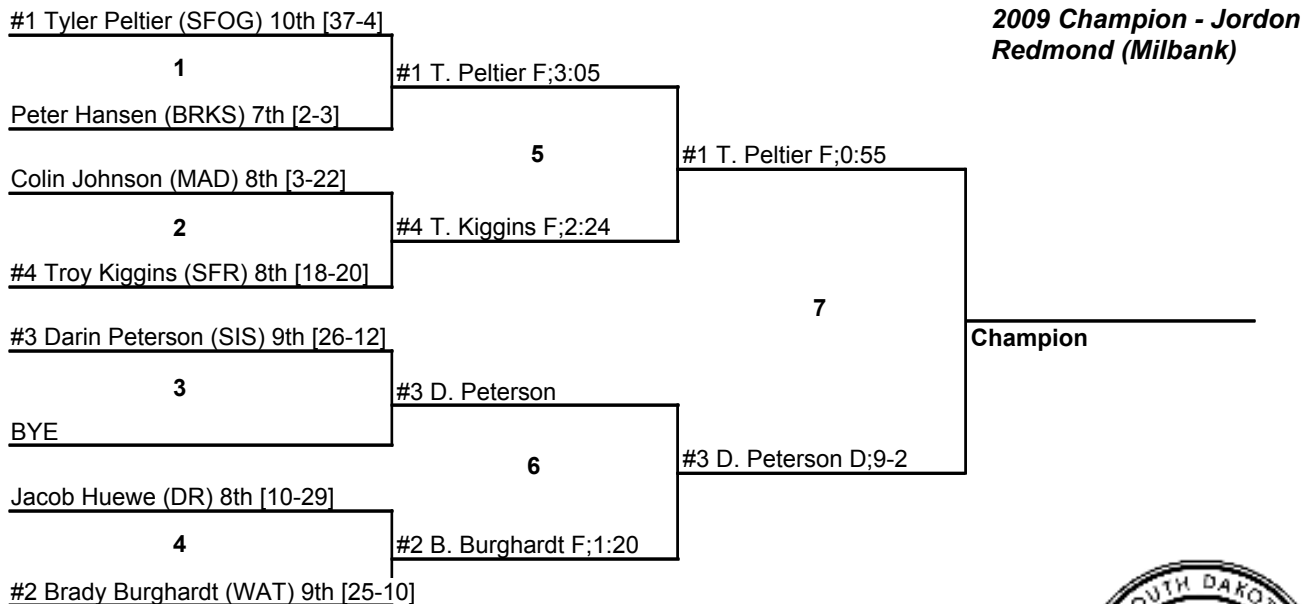 #1 Tyler Peltier (SFOG) 10th [37-4]
2009 Champion - Jordon
Redmond (Milbank)
1
#1 T. Peltier F;3:05
Peter Hansen (BRKS) 7th [2-3]
5
#1 T. Peltier F;0:55
Colin Johnson (MAD) 8th [3-22]
2
#4 T. Kiggins F;2:24
#4 Troy Kiggins (SFR) 8th [18-20]
7
#3 Darin Peterson (SIS) 9th [26-12]
Champion
3
#3 D. Peterson
BYE
6
#3 D. Peterson D;9-2
Jacob Huewe (DR) 8th [10-29]
4
#2 B. Burghardt F;1:20
#2 Brady Burghardt (WAT) 9th [25-10]